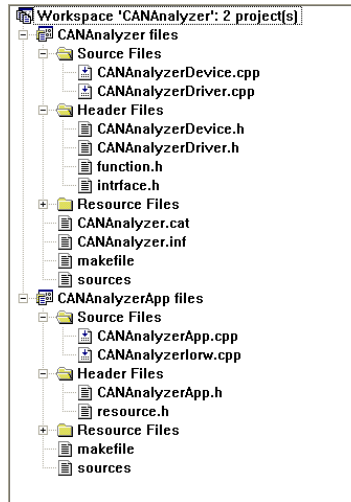 Workspace 'CANAnalyzer': 2 project(s)
CANAnalyzer files
Source Files
CANAnalyzerDevice.cpp
CANAnalyzerDriver.cpp
Header Files
CANAnalyzerDevice.h
CANAnalyzerDriver.h
function.h
intrface.h
Resource Files
CANAnalyzer.cat
CANAnalyzer.inf
makefile
sources
CANAnalyzerApp files
Source Files
CANAnalyzerApp.cpp
CANAnalyzerIorw.cpp
Header Files
CANAnalyzerApp.h
resource.h
Resource Files
makefile
sources